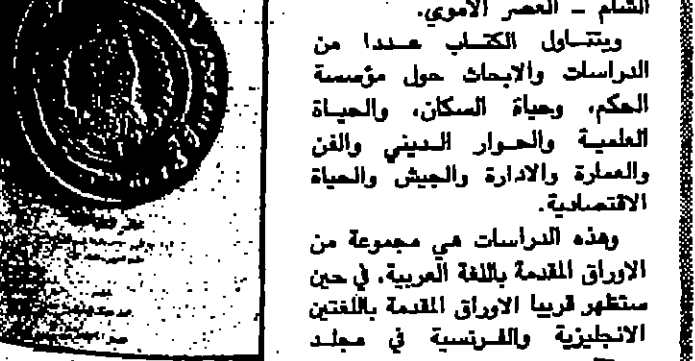 الشام – العصر الأموي.
ويتناول الكتاب عددا من
الدراسات والابحاث حول مؤسسة
الحكم، وحياة السكان، والحياة
العلمية والحوار الديني والفن
والعمارة والادارة والجيش والحياة
الاقتصادية.
وهذه الدراسات هي مجموعة من
الاوراق المقدمة باللغة العربية. في حين
ستظهر قريبا الاوراق المقدمة باللغتين
الانجليزية والفرنسية في مجلد